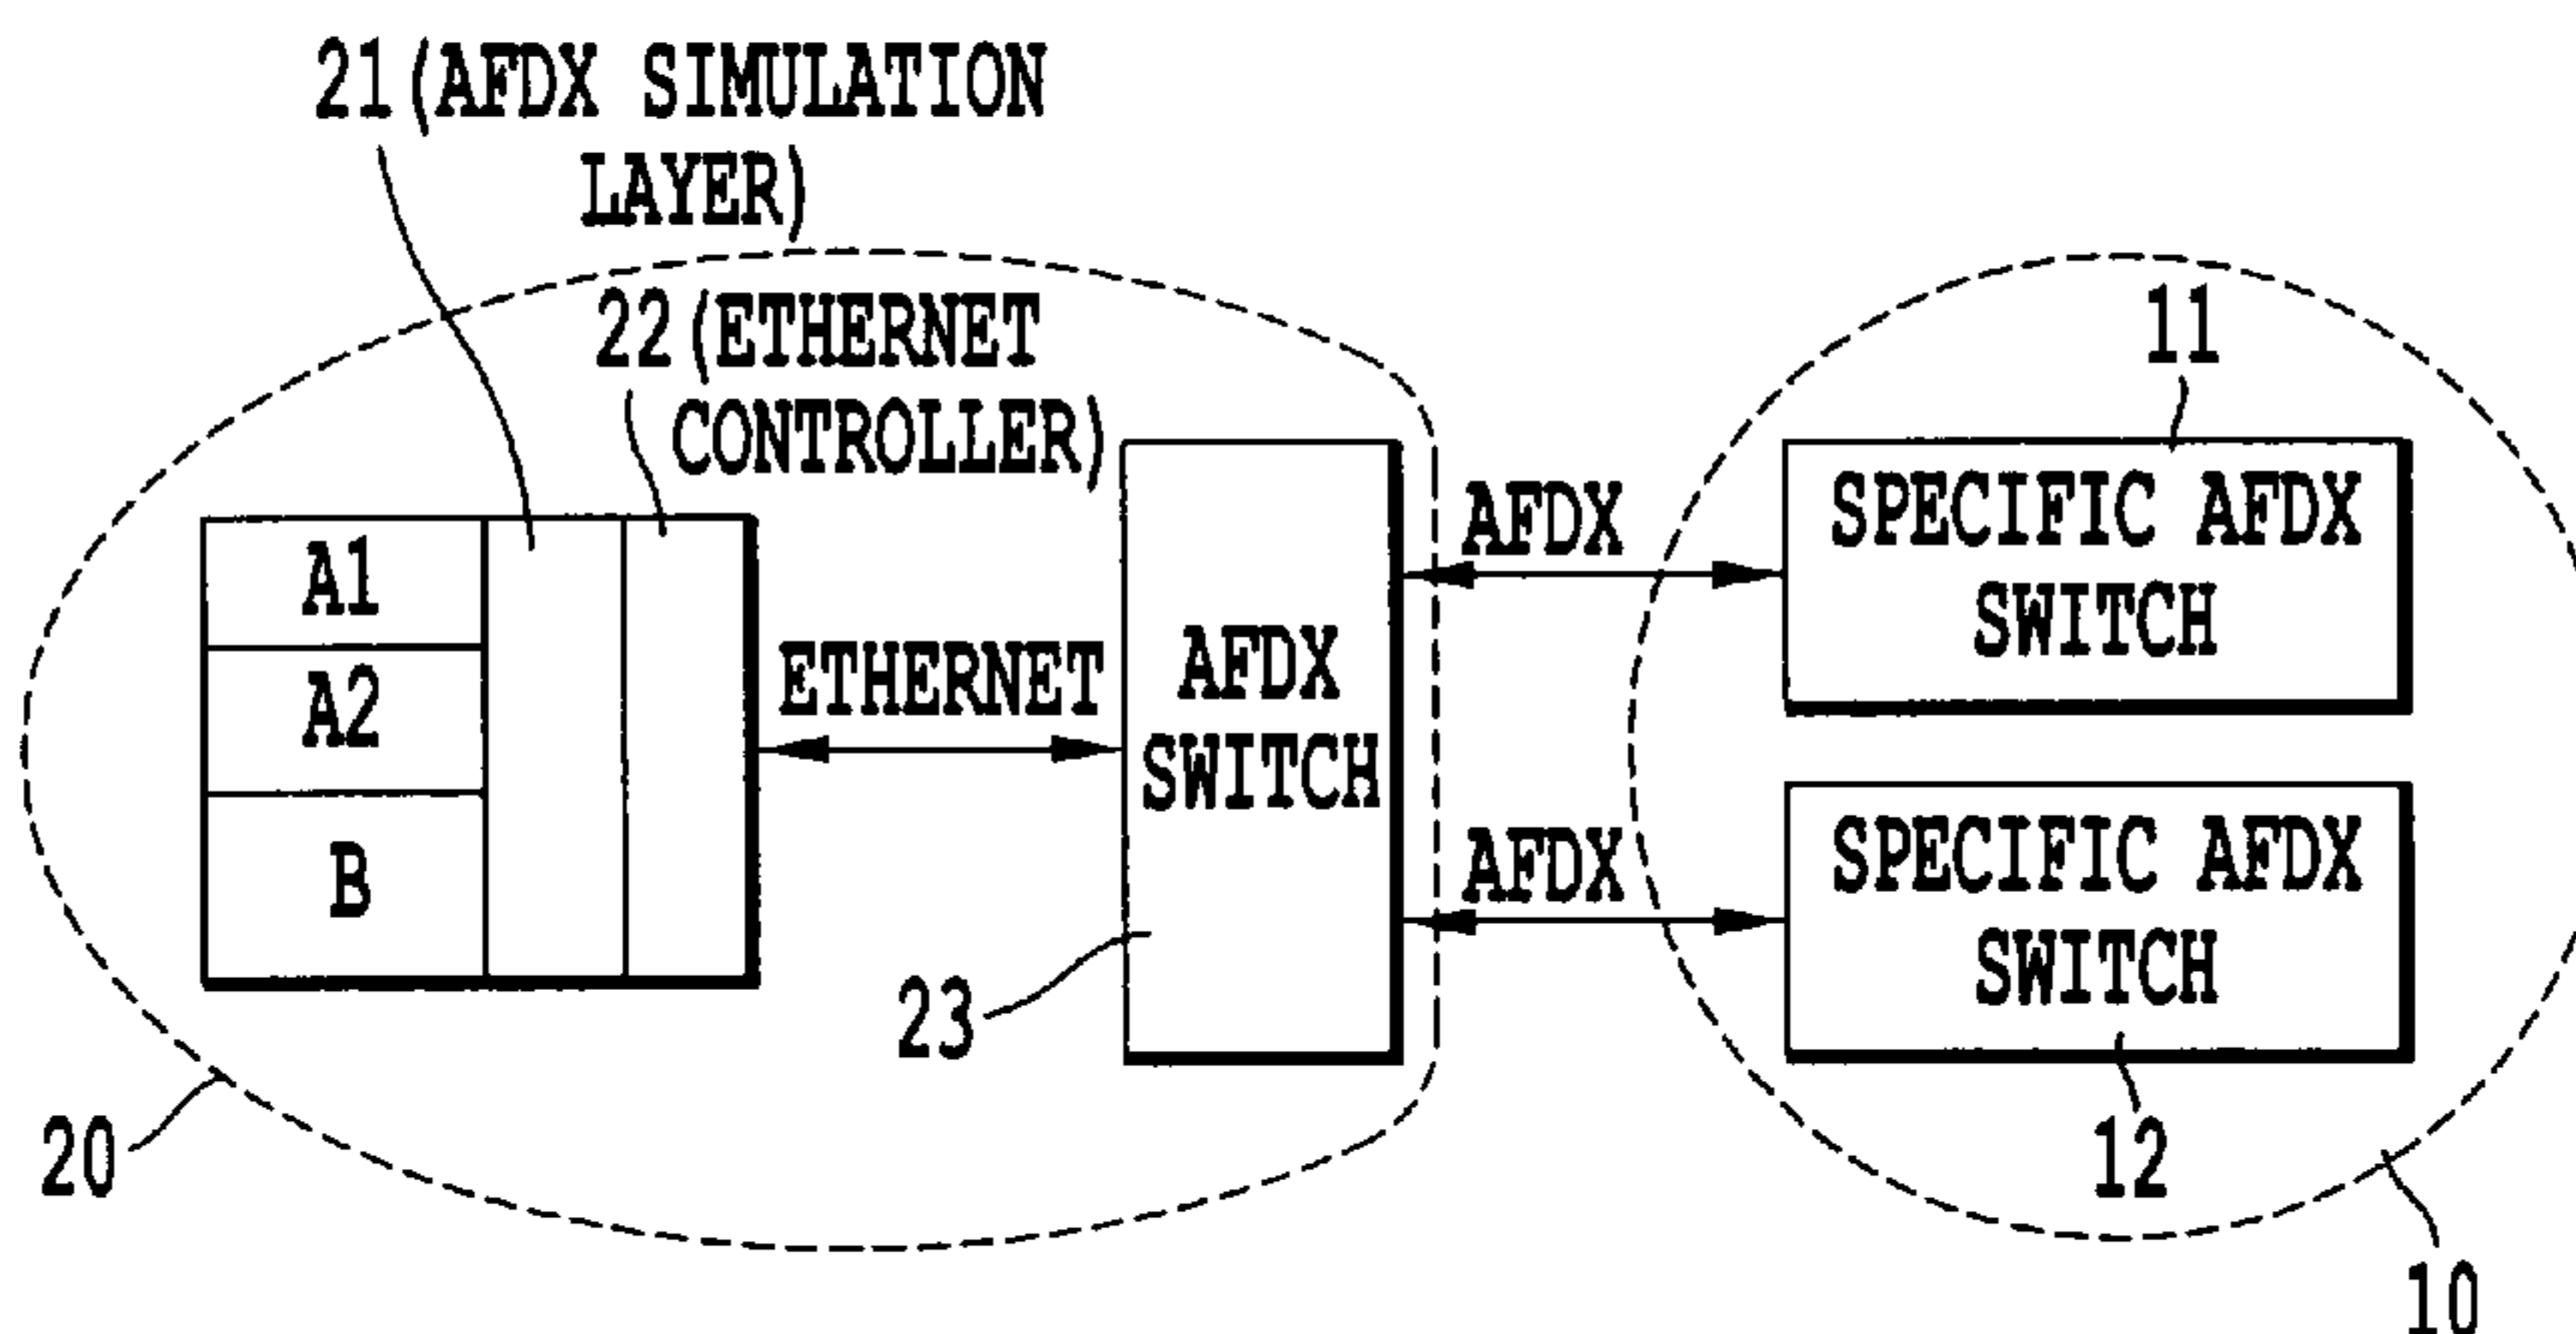 21(AFDX SIMULATION
LAYER)
22(ETHERNET
CONTROLLER)
11
A1
A2
B
ETHERNET
AFDX
SWITCH
23
AFDX
AFDX
SPECIFIC AFDX
SWITCH
SPECIFIC AFDX
SWITCH
12
20
10